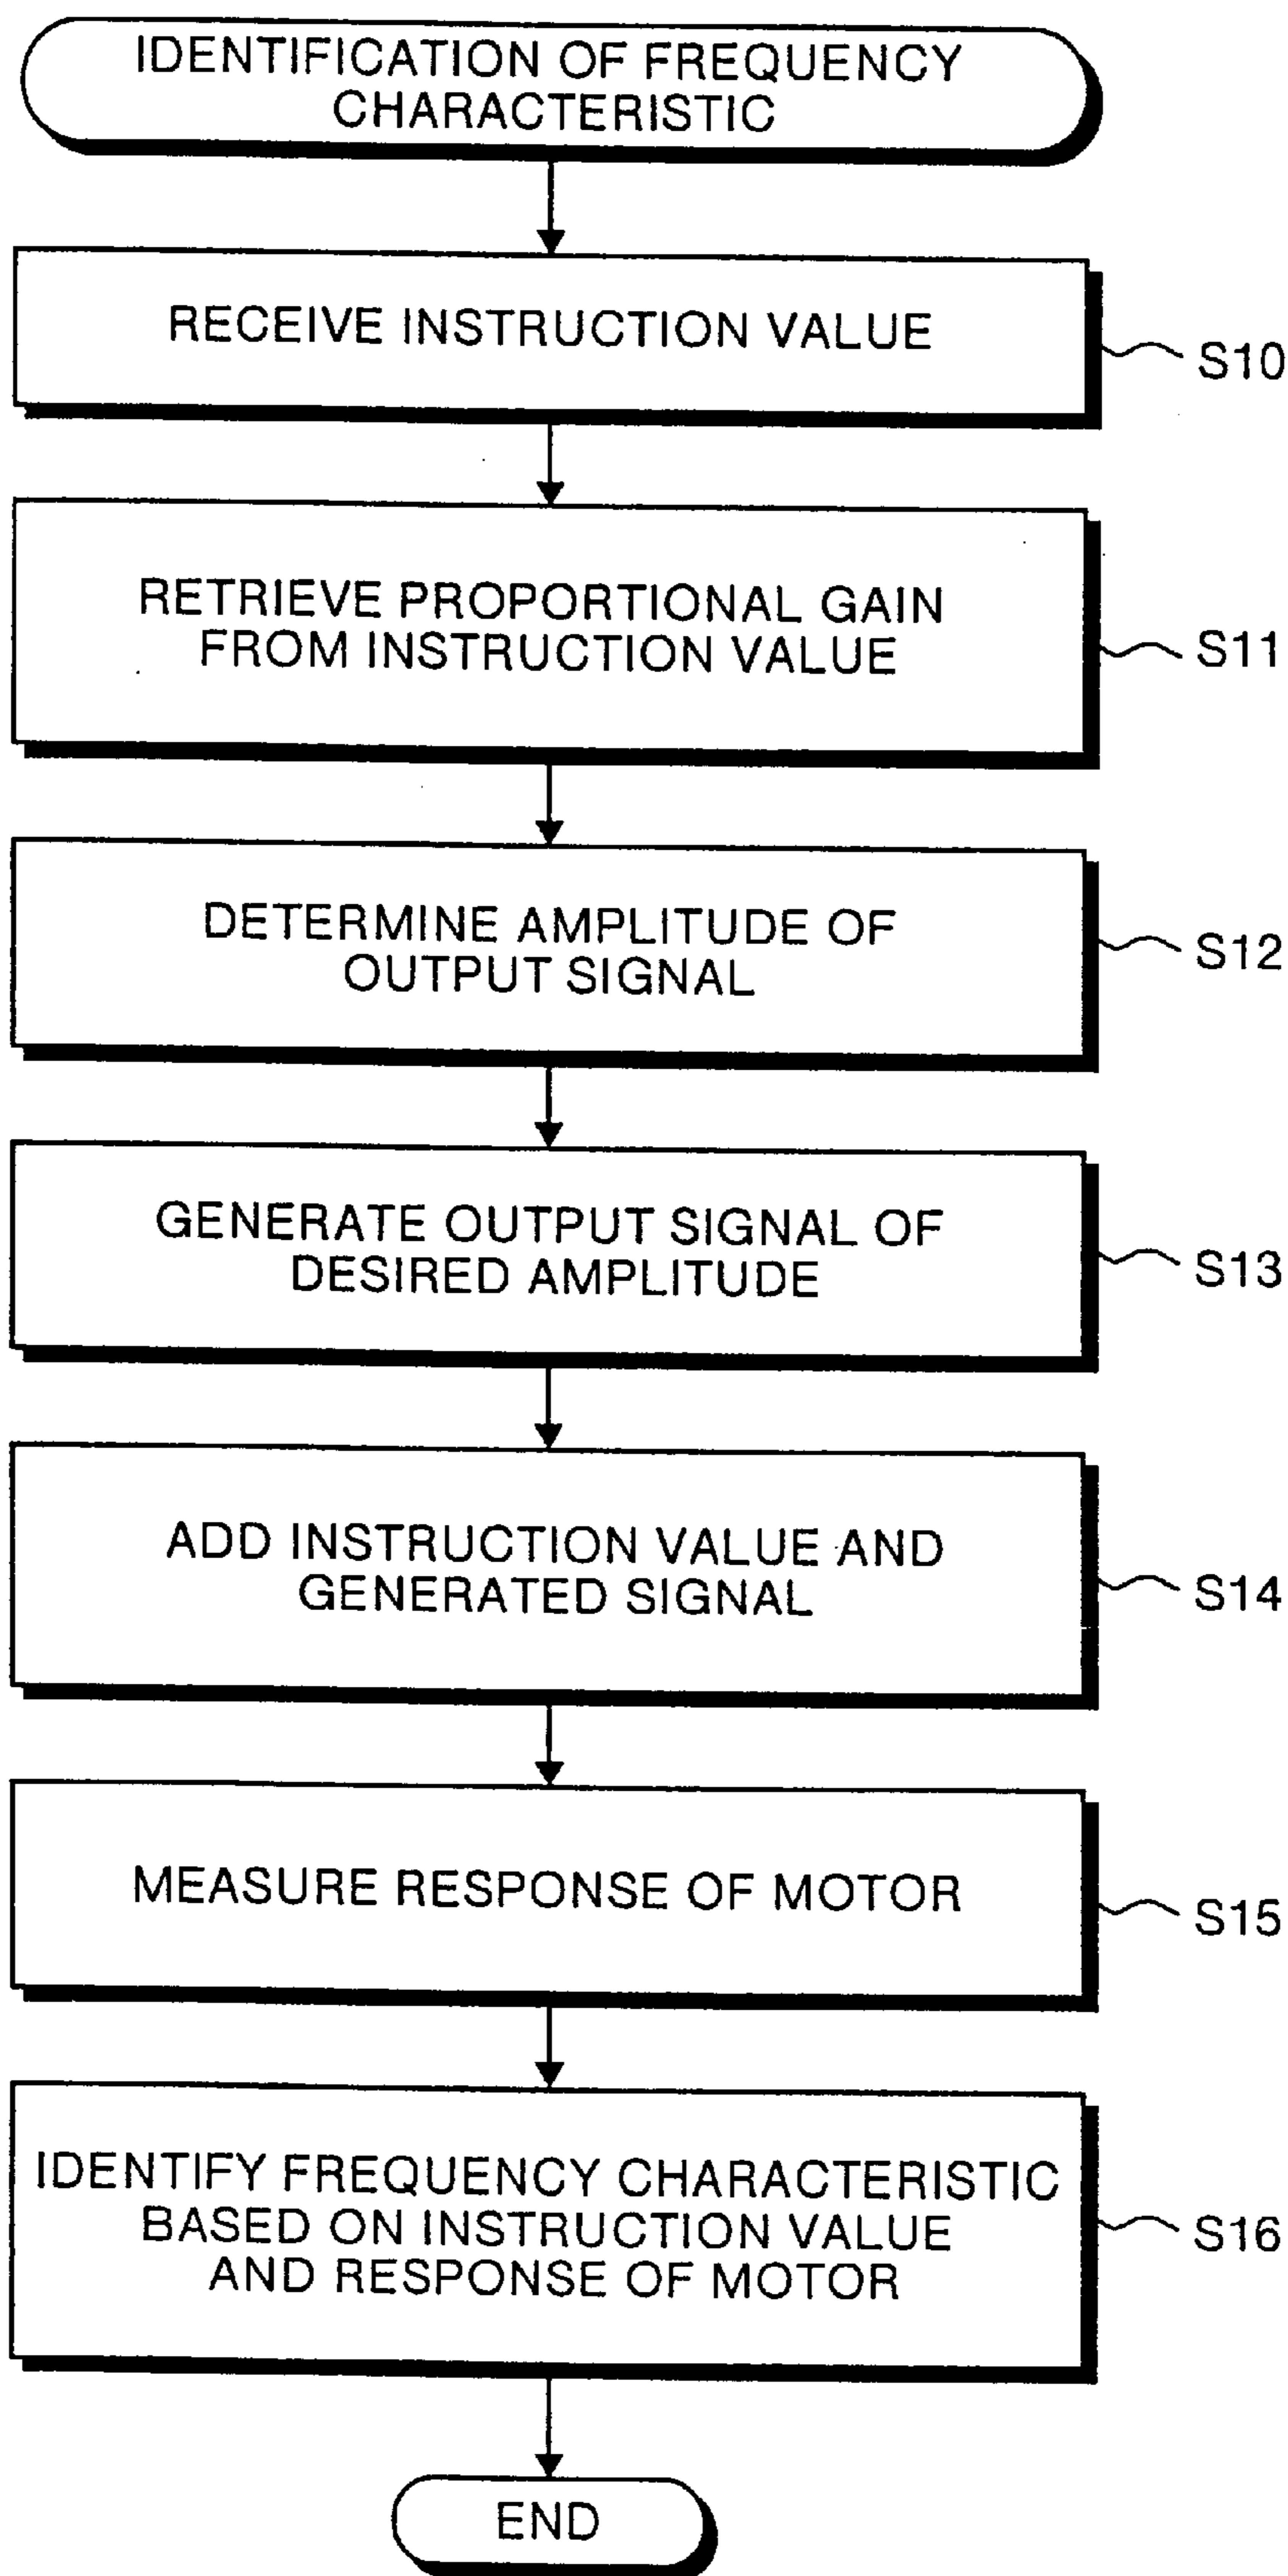 IDENTIFICATION OF FREQUENCY
CHARACTERISTIC
RECEIVE INSTRUCTION VALUE
S10
RETRIEVE PROPORTIONAL GAIN
FROM INSTRUCTION VALUE
S11
DETERMINE AMPLITUDE OF
OUTPUT SIGNAL
S12
GENERATE OUTPUT SIGNAL OF
DESIRED AMPLITUDE
S13
ADD INSTRUCTION VALUE AND
GENERATED SIGNAL
S14
MEASURE RESPONSE OF MOTOR
S15
IDENTIFY FREQUENCY CHARACTERISTIC
BASED ON INSTRUCTION VALUE
AND RESPONSE OF MOTOR
S16
END